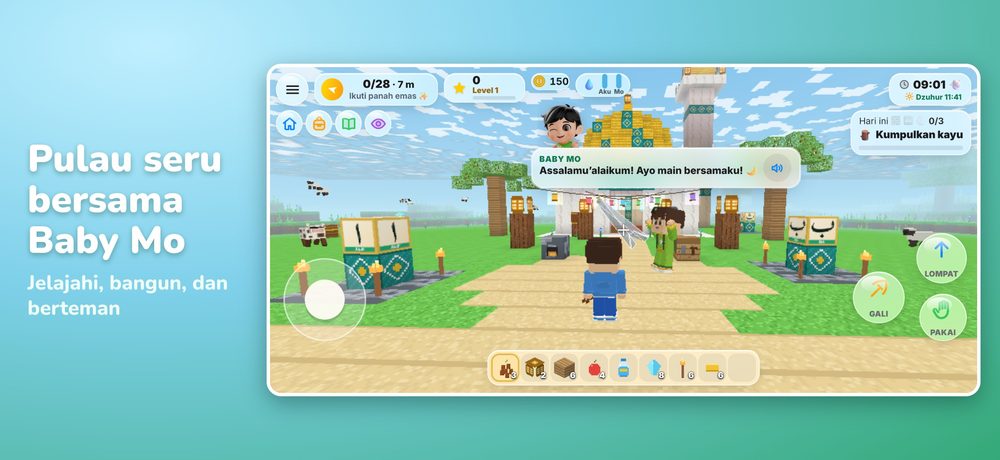 Pulau seru
bersama
Baby Mo
Jelajahi, bangun, dan
berteman
0/28 · 7 m
Ikuti panah emas ✨
0
Level 1
150
Aku Mo
09:01
Dzuhur 11:41
Hari ini 0/3
Kumpulkan kayu
BABY MO
Assalamu'alaikum! Ayo main bersamaku! 🌙
ا
ا
ب
ب
LOMPAT
GALI
PAKAI
3
2
6
4
8
6
6